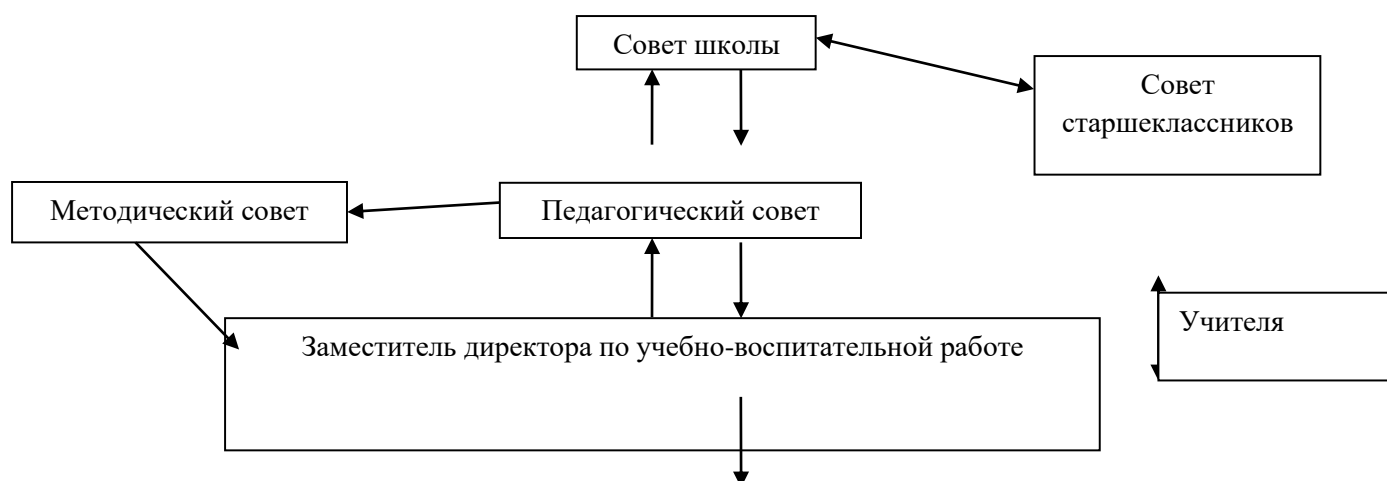 Совет школы
Совет
старшеклассников
Методический совет
Педагогический совет
Учителя
Заместитель директора по учебно-воспитательной работе